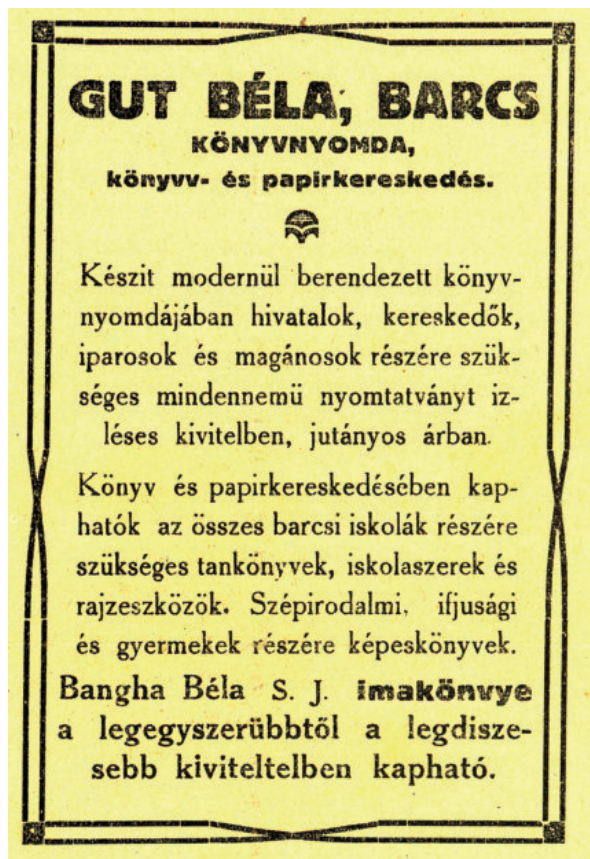 GUT BÉLA, BARCS
KÖNYVNYOMDA,
könyvv- és papirkereskedés.
Készit modernül berendezett könyv-
nyomdájában hivatalok, kereskedők,
iparosok és magánosok részére szük-
séges mindennemü nyomtatványt iz-
léses kivitelben, jutányos árban.
Könyv és papirkereskedésében kap-
hatók az összes barcsi iskolák részére
szükséges tankönyvek, iskolaszerek és
rajzeszközök. Szépirodalmi, ifjusági
és gyermekek részére képeskönyvek.
Bangha Béla S. J. imakönyve
a legegyszerübbtől a legdisze-
sebb kiviteltelben kapható.